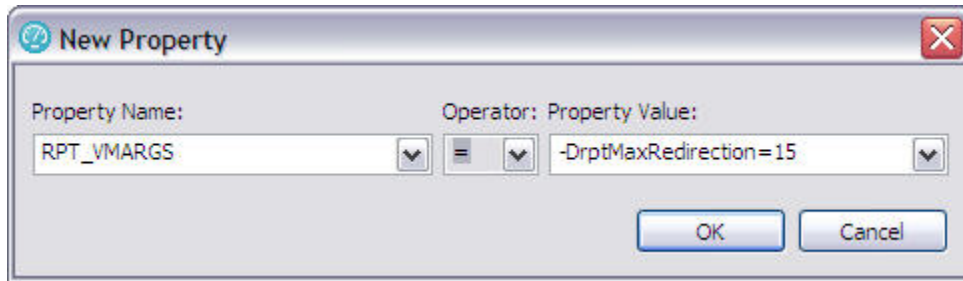 New Property
Property Name: Operator: Property Value:
RPT_VMARGS = -DrptMaxRedirection=15
OK Cancel